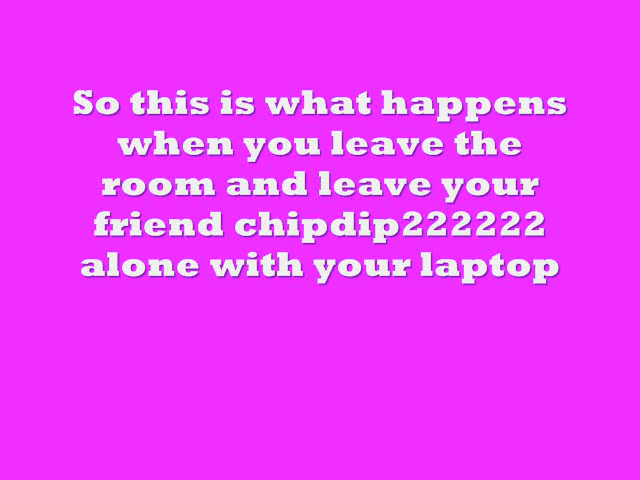 So this is what happens
when you leave the
room and leave your
friend chipdip222222
alone with your laptop